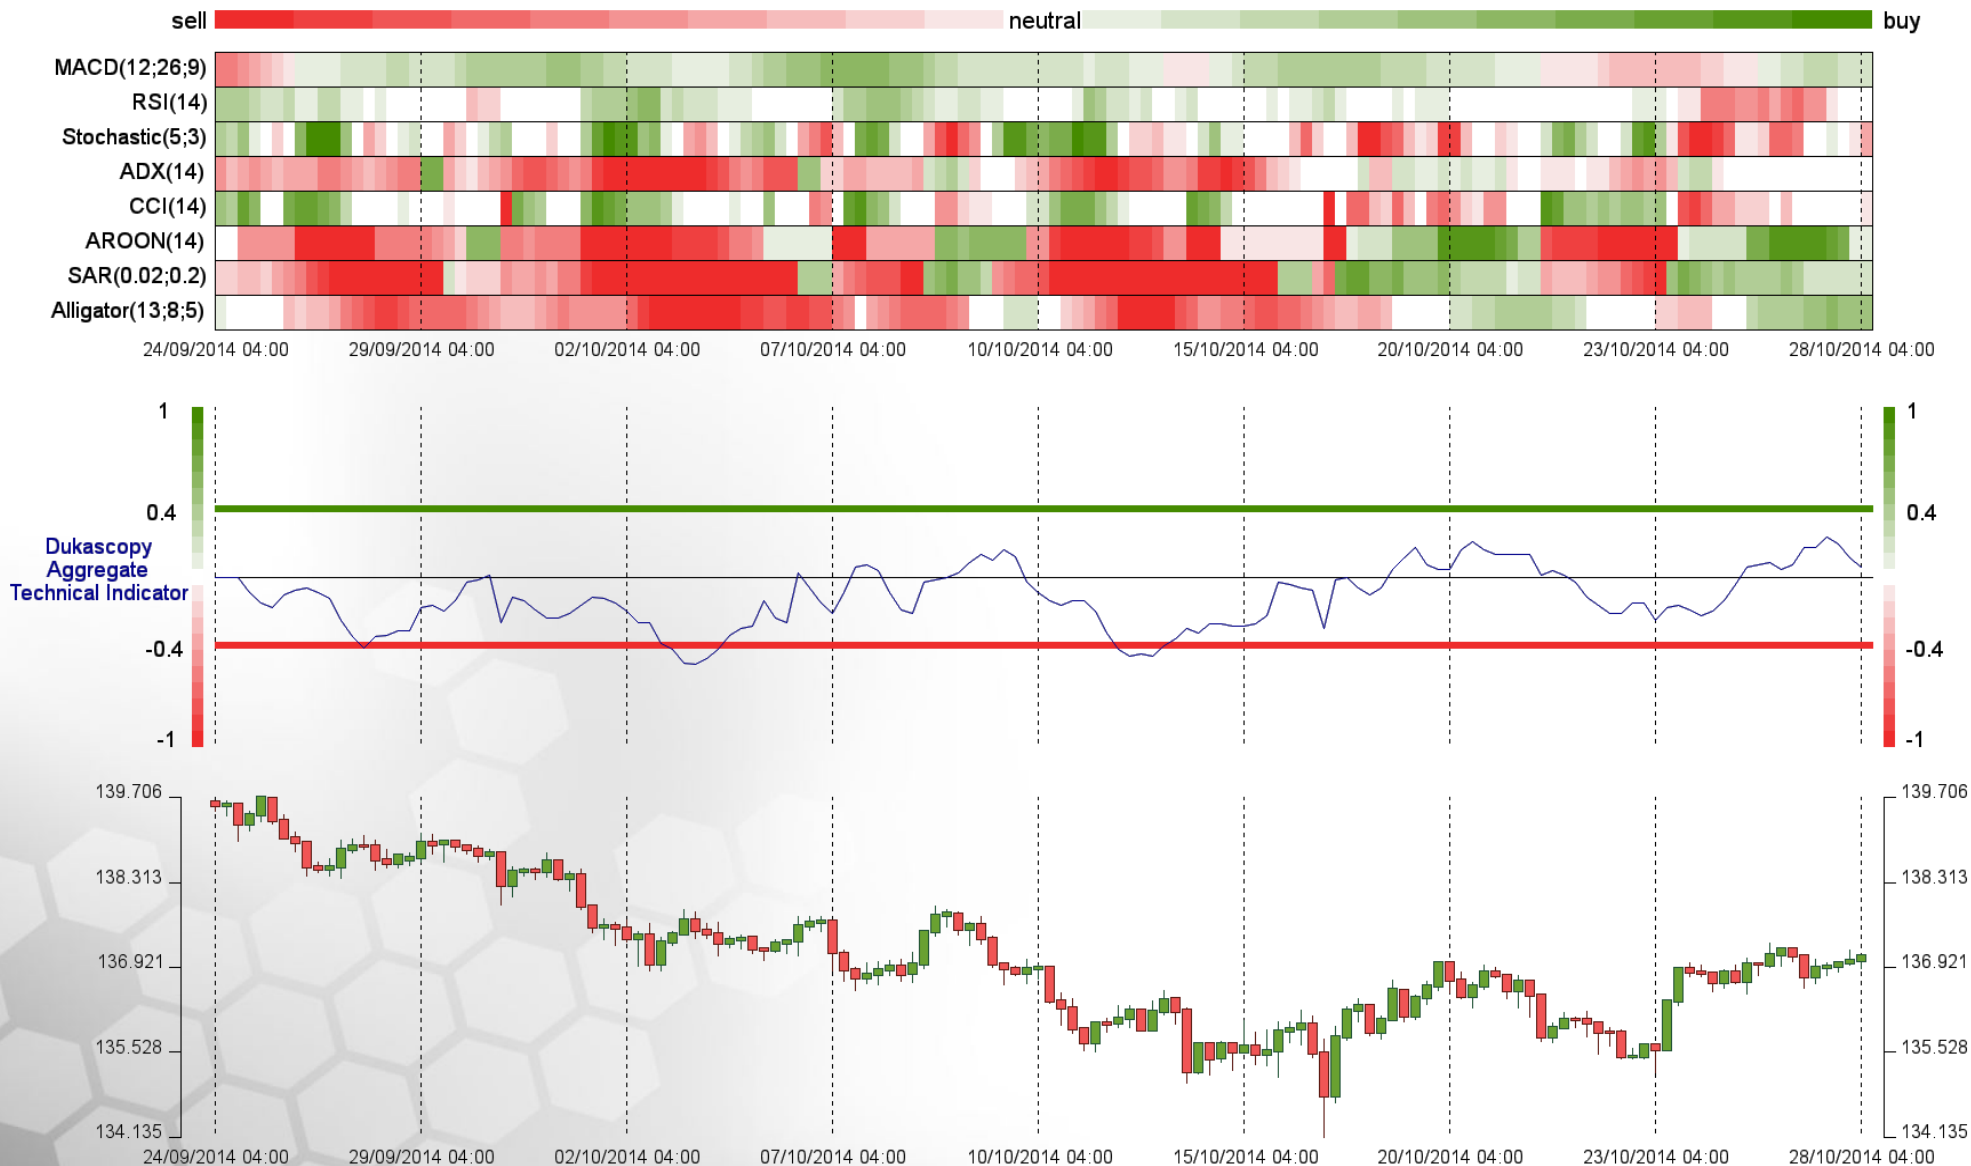 sell neutral buy
MACD(12;26;9)
RSI(14)
Stochastic(5;3)
ADX(14)
CCI(14)
AROON(14)
SAR(0.02;0.2)
Alligator(13;8;5)
24/09/2014 04:00 29/09/2014 04:00 02/10/2014 04:00 07/10/2014 04:00 10/10/2014 04:00 15/10/2014 04:00 20/10/2014 04:00 23/10/2014 04:00 28/10/2014 04:00
1 1
0.4 0.4
Dukascopy
Aggregate
Technical Indicator
-0.4 -0.4
-1 -1
139.706 139.706
138.313 138.313
136.921 136.921
135.528 135.528
134.135 134.135
24/09/2014 04:00 29/09/2014 04:00 02/10/2014 04:00 07/10/2014 04:00 10/10/2014 04:00 15/10/2014 04:00 20/10/2014 04:00 23/10/2014 04:00 28/10/2014 04:00